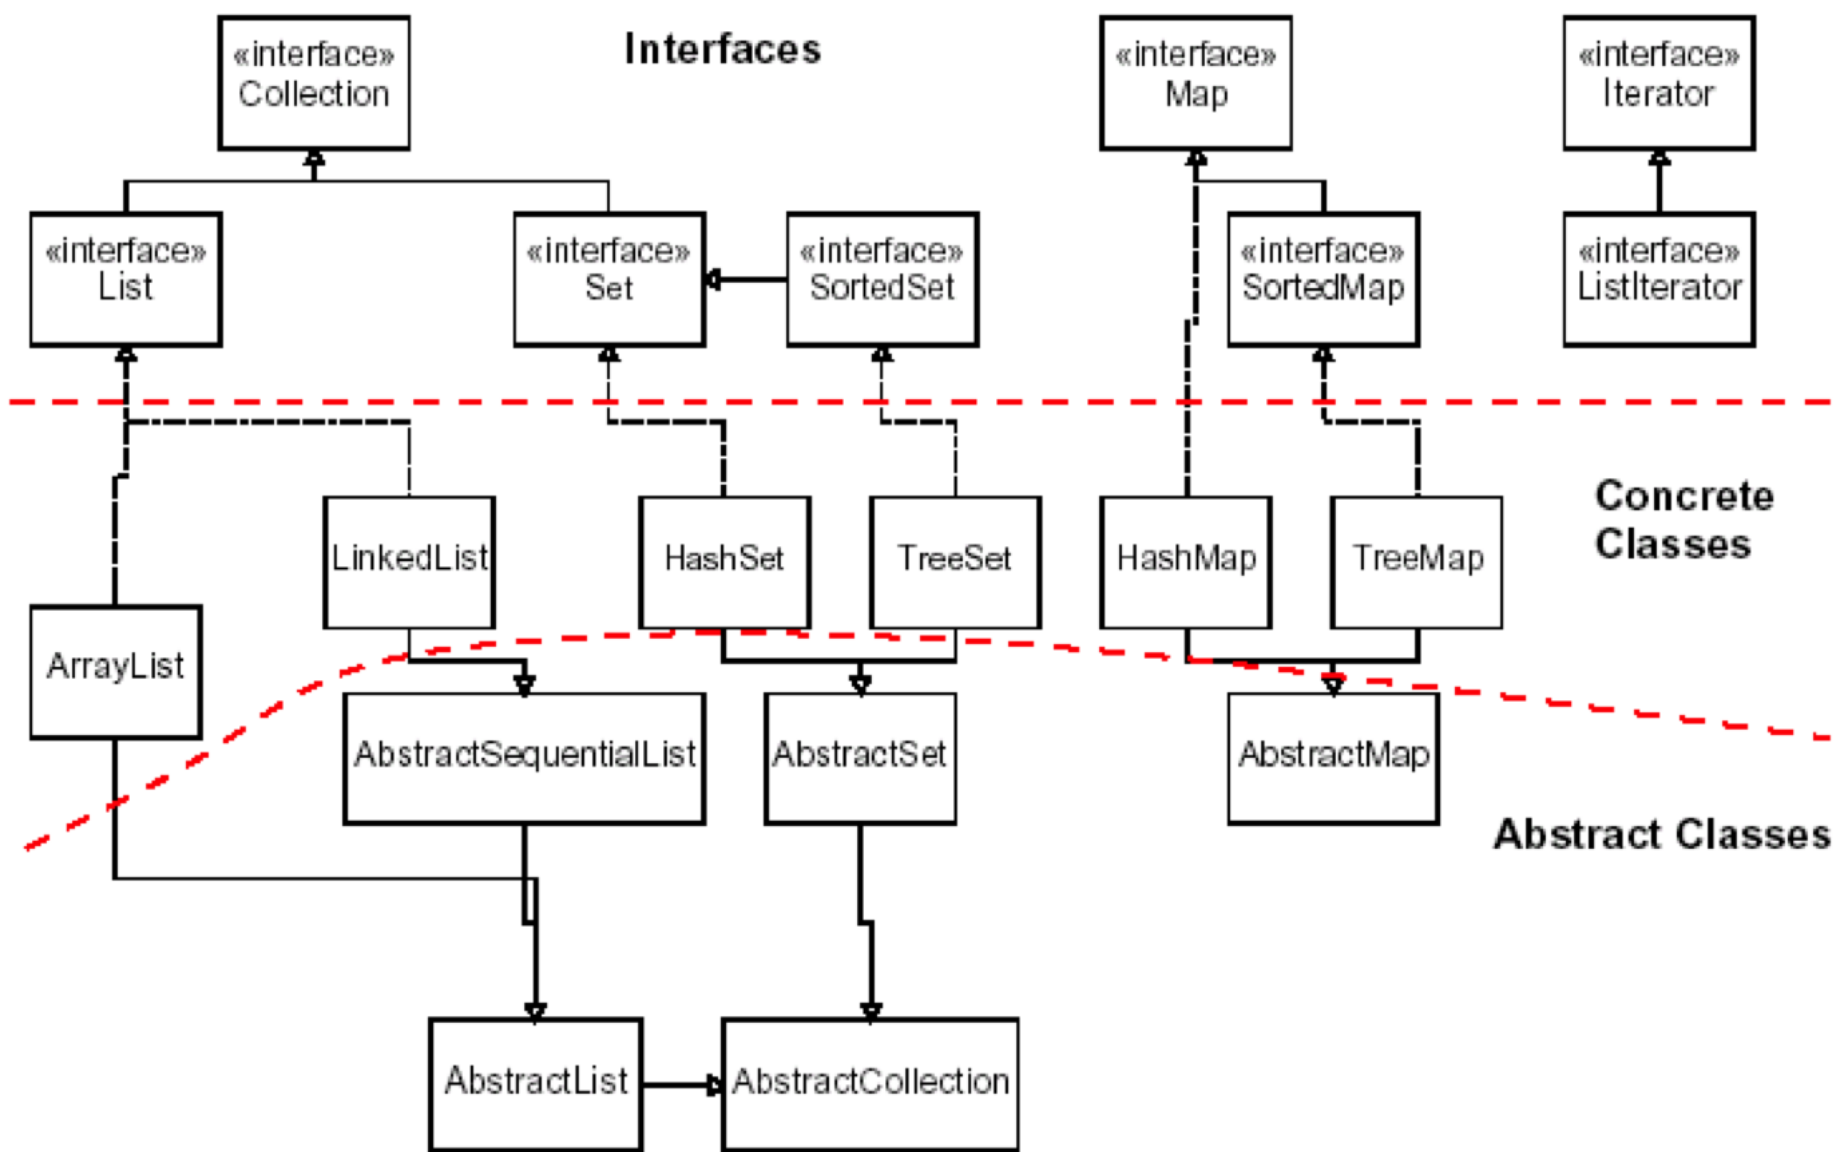 «interface»
Collection
Interfaces
«interface»
Map
«interface»
Iterator
«interface»
List
«interface»
Set
«interface»
SortedSet
«interface»
SortedMap
«interface»
ListIterator
Concrete
Classes
LinkedList
HashSet
TreeSet
HashMap
TreeMap
ArrayList
AbstractSequentialList
AbstractSet
AbstractMap
Abstract Classes
AbstractList
AbstractCollection